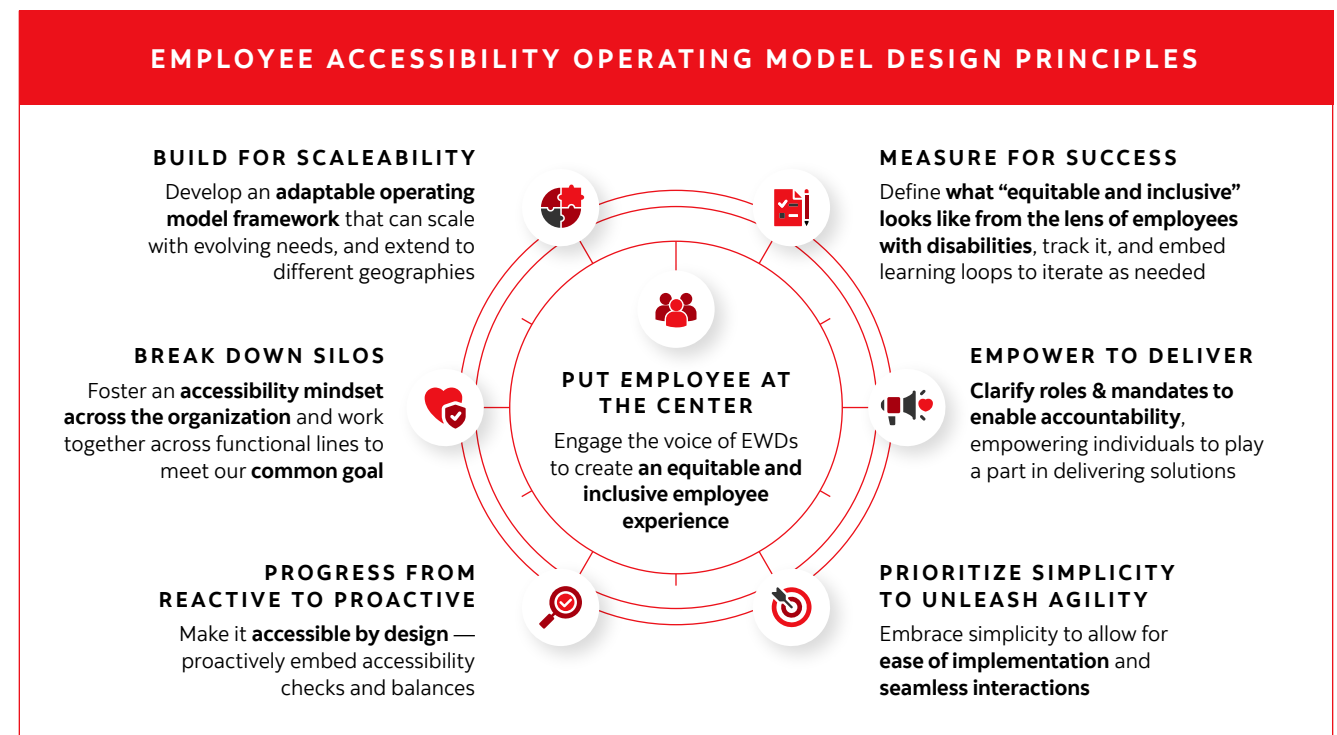 EMPLOYEE ACCESSIBILITY OPERATING MODEL DESIGN PRINCIPLES
BUILD FOR SCALEABILITY
Develop an adaptable operating
model framework that can scale
with evolving needs, and extend to
different geographies
MEASURE FOR SUCCESS
Define what “equitable and inclusive”
looks like from the lens of employees
with disabilities, track it, and embed
learning loops to iterate as needed
BREAK DOWN SILOS
Foster an accessibility mindset
across the organization and work
together across functional lines to
meet our common goal
PUT EMPLOYEE AT
THE CENTER
Engage the voice of EWDs
to create an equitable and
inclusive employee
experience
EMPOWER TO DELIVER
Clarify roles & mandates to
enable accountability,
empowering individuals to play
a part in delivering solutions
PROGRESS FROM
REACTIVE TO PROACTIVE
Make it accessible by design —
proactively embed accessibility
checks and balances
PRIORITIZE SIMPLICITY
TO UNLEASH AGILITY
Embrace simplicity to allow for
ease of implementation and
seamless interactions